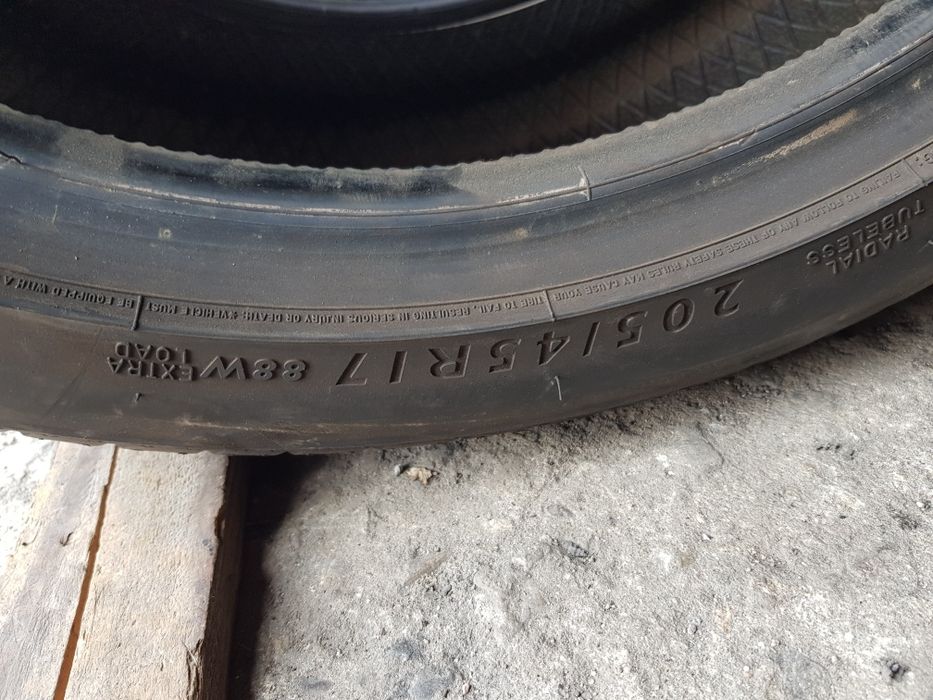 205/45R17 88W EXTRA
LOAD
RADIAL
TUBELESS
FAILING TO FOLLOW ANY OF THESE SAFETY RULES MAY CAUSE YOUR
TIRE TO FAIL, RESULTING IN SERIOUS INJURY OR DEATH: •VEHICLE MUST
BE EQUIPPED WITH A